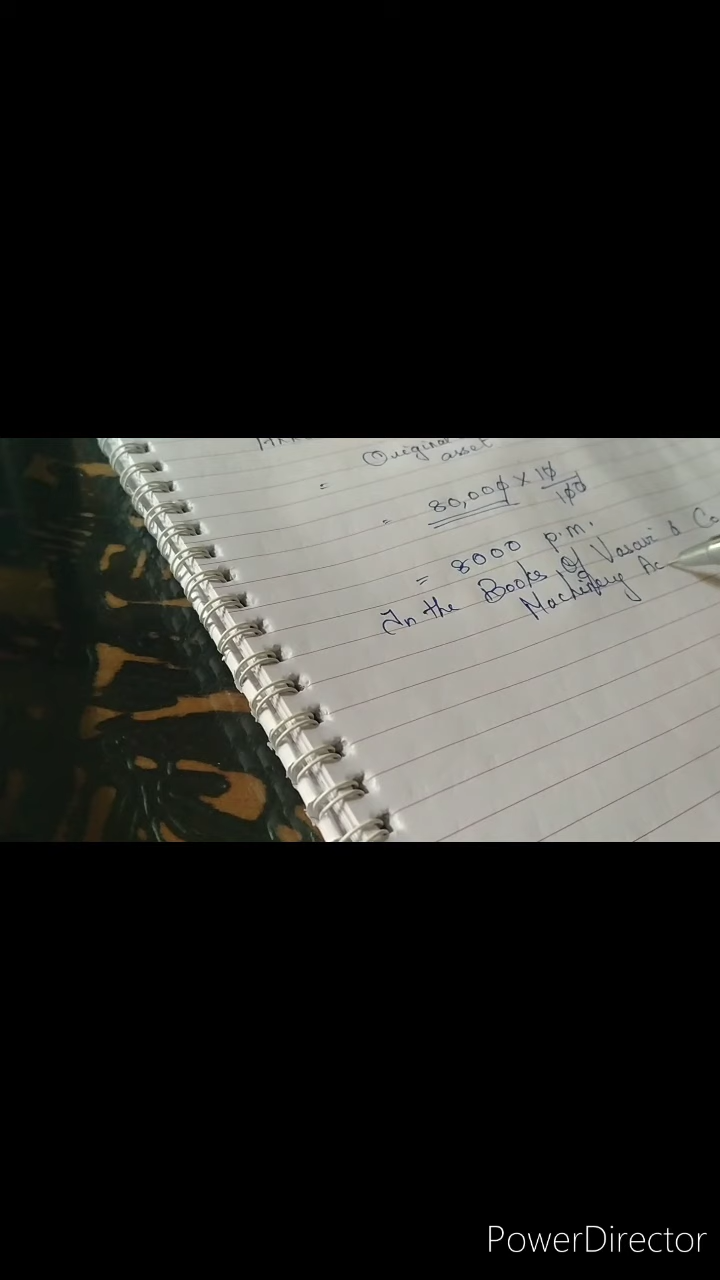 Original
asset
=
= 80,000 × 10/100
= 8000 p.m.
In the Books of Vasavi & Co
Machinery Ac
PowerDirector